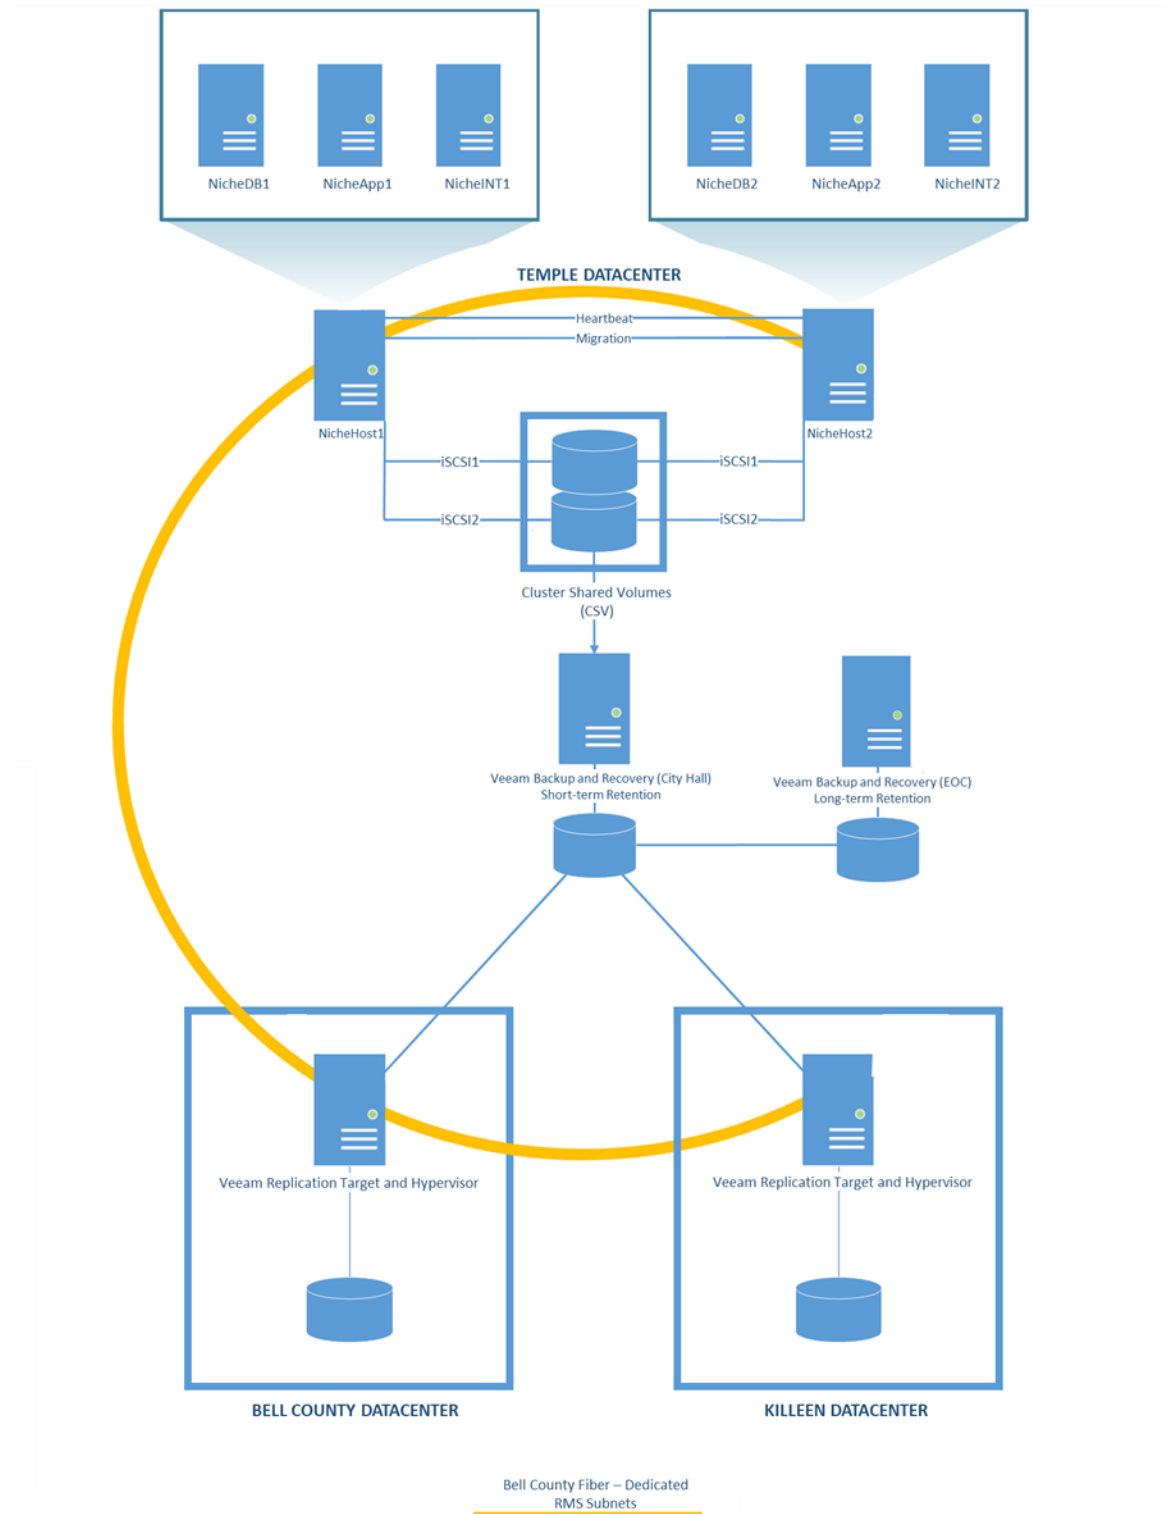 NicheDB1
NicheApp1
NicheINT1
NicheDB2
NicheApp2
NicheINT2
TEMPLE DATACENTER
Heartbeat
Migration
NicheHost1
NicheHost2
iSCSI1
iSCSI1
iSCSI2
iSCSI2
Cluster Shared Volumes
(CSV)
Veeam Backup and Recovery (City Hall)
Short-term Retention
Veeam Backup and Recovery (EOC)
Long-term Retention
Veeam Replication Target and Hypervisor
Veeam Replication Target and Hypervisor
BELL COUNTY DATACENTER
KILLEEN DATACENTER
Bell County Fiber – Dedicated
RMS Subnets